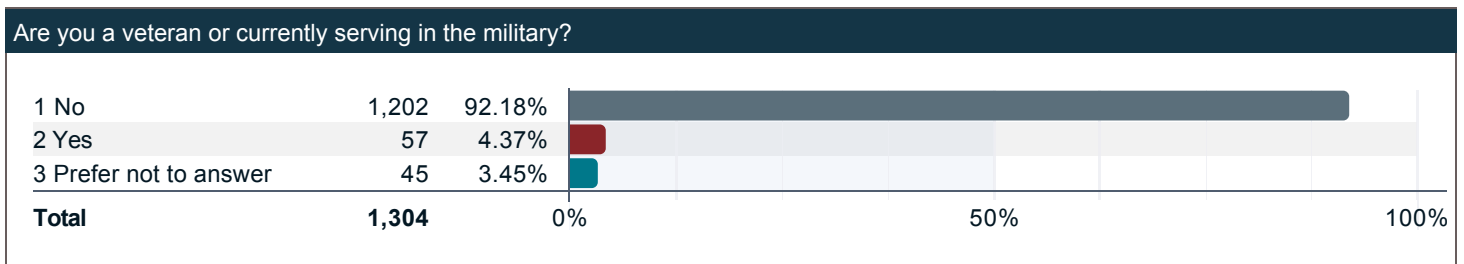 Are you a veteran or currently serving in the military?
1 No 1,202 92.18%
2 Yes 57 4.37%
3 Prefer not to answer 45 3.45%
Total 1,304 0% 50% 100%